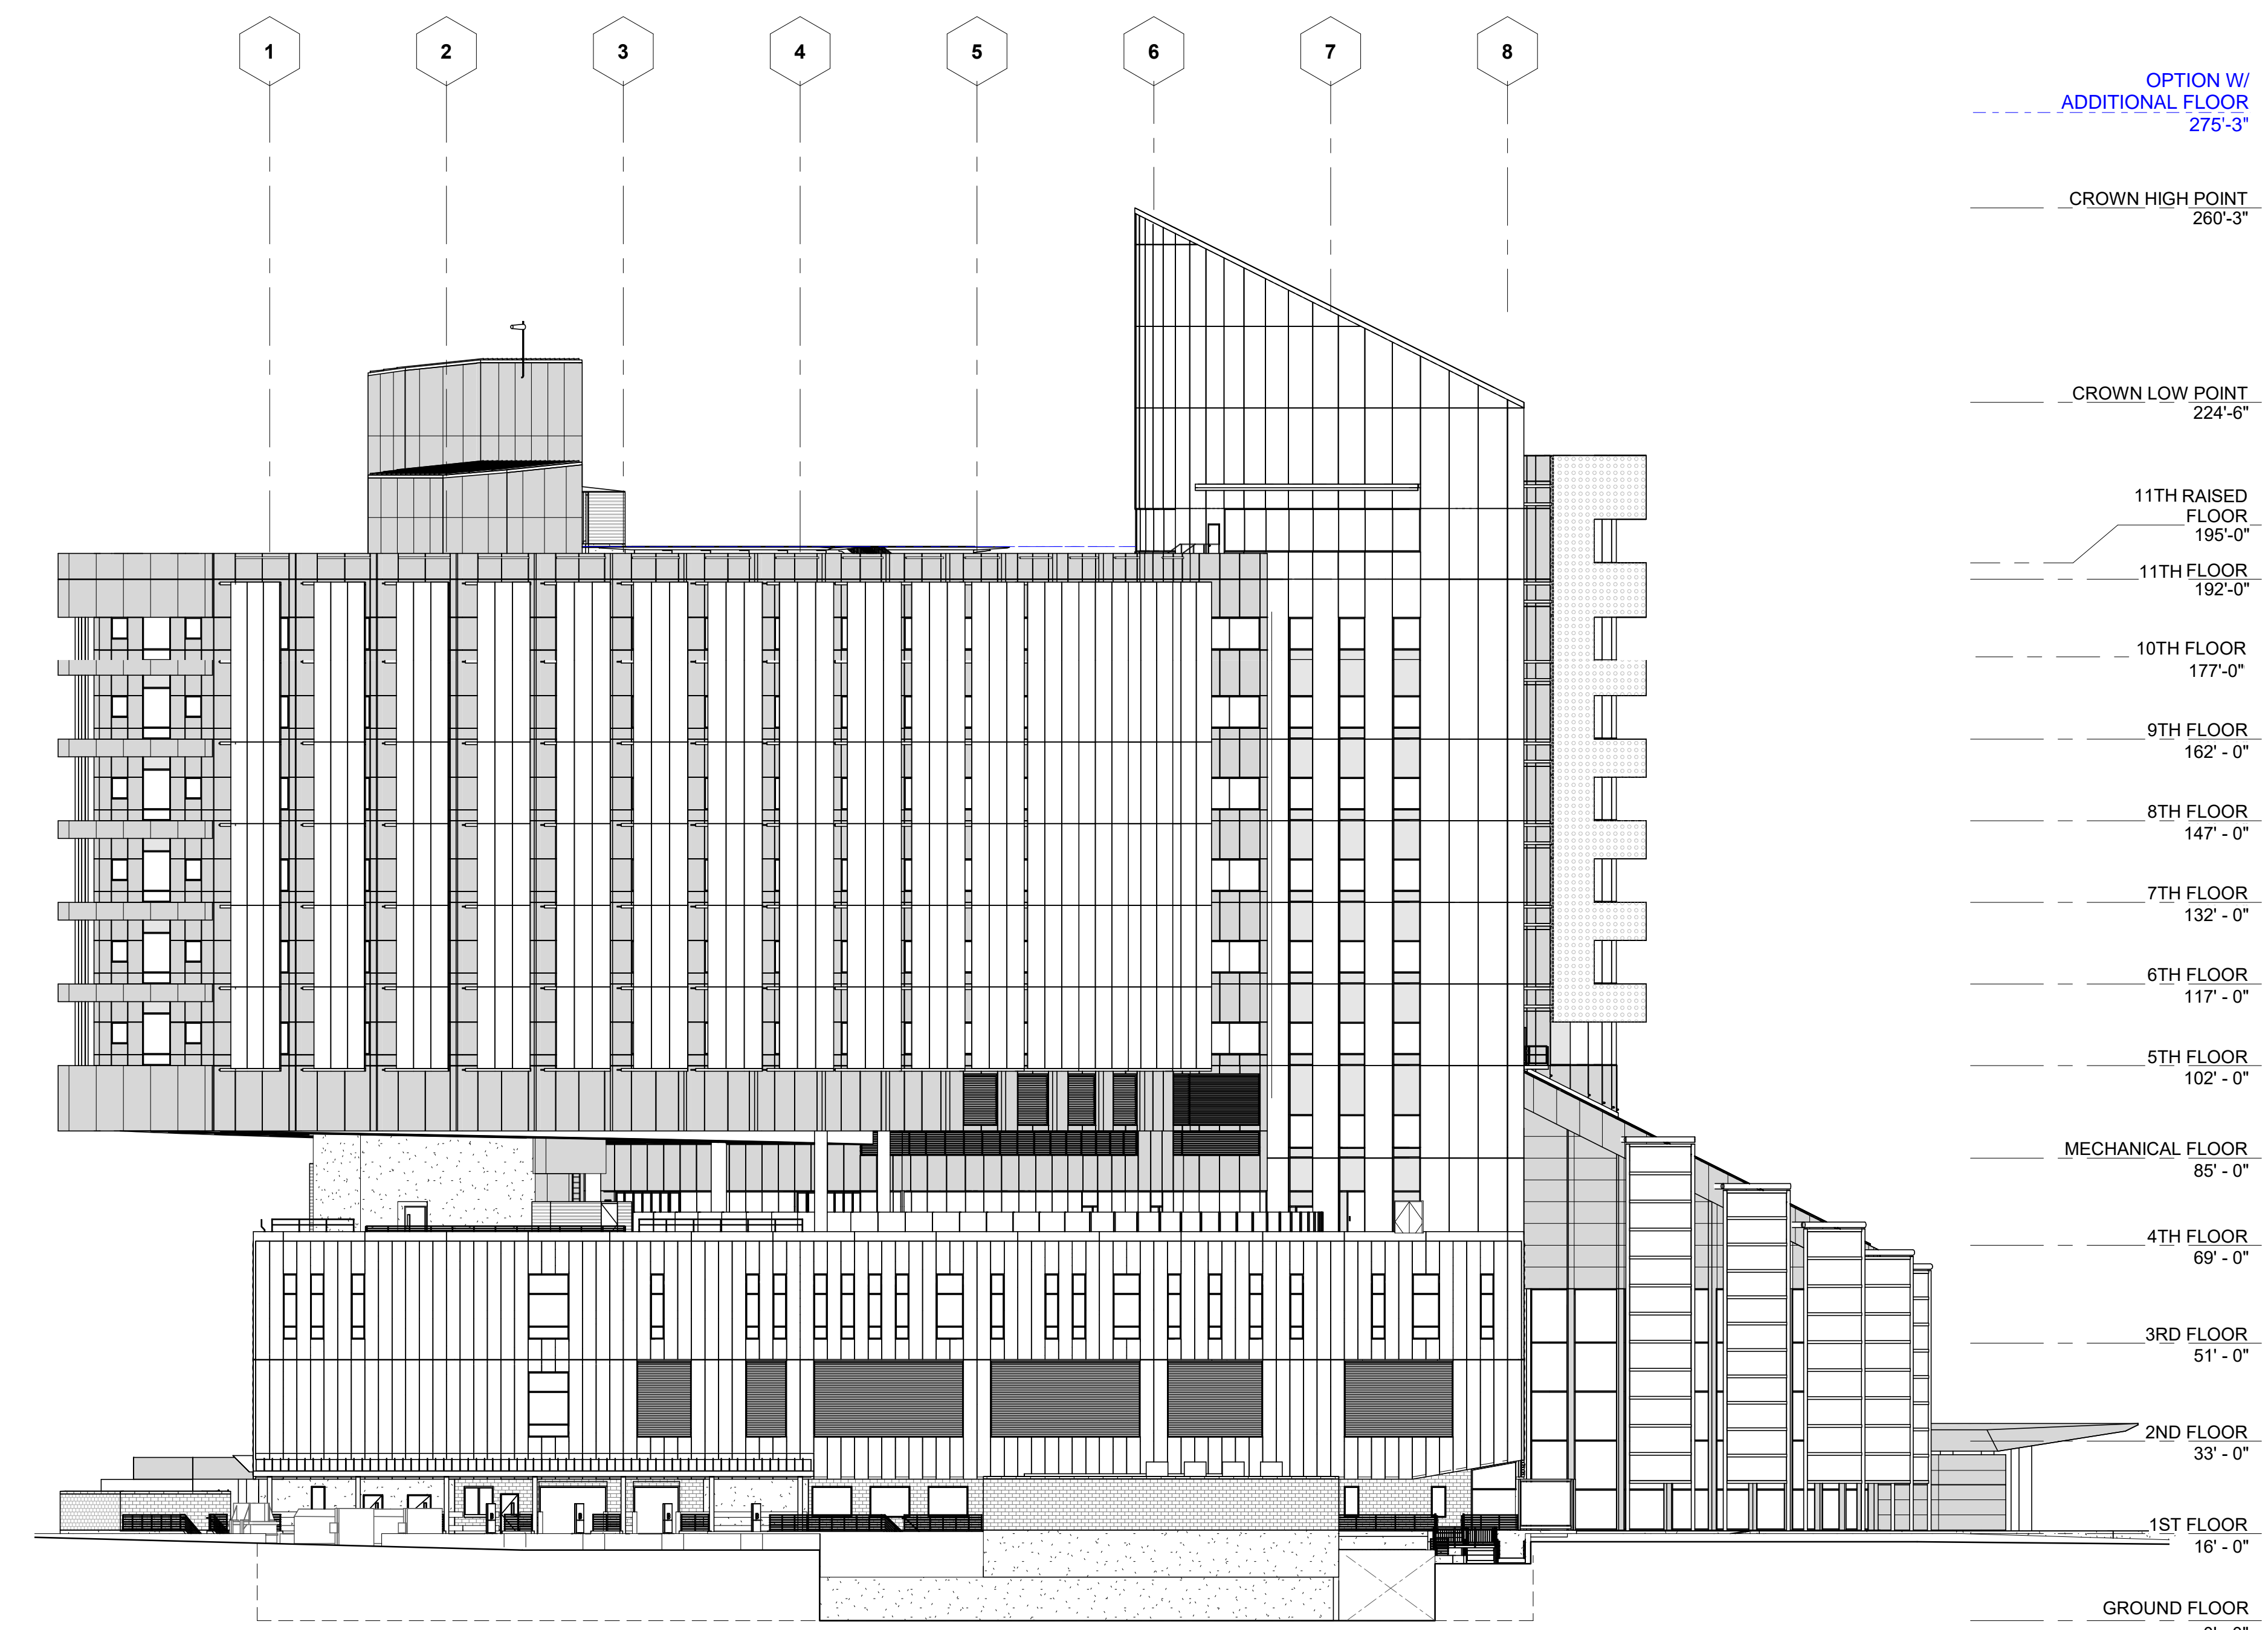 1 2 3 4 5 6 7 8
OPTION W/
ADDITIONAL FLOOR
275'-3"
CROWN HIGH POINT
260'-3"
CROWN LOW POINT
224'-6"
11TH RAISED
FLOOR
195'-0"
11TH FLOOR
192'-0"
10TH FLOOR
177'-0"
9TH FLOOR
162' - 0"
8TH FLOOR
147' - 0"
7TH FLOOR
132' - 0"
6TH FLOOR
117' - 0"
5TH FLOOR
102' - 0"
MECHANICAL FLOOR
85' - 0"
4TH FLOOR
69' - 0"
3RD FLOOR
51' - 0"
2ND FLOOR
33' - 0"
1ST FLOOR
16' - 0"
GROUND FLOOR